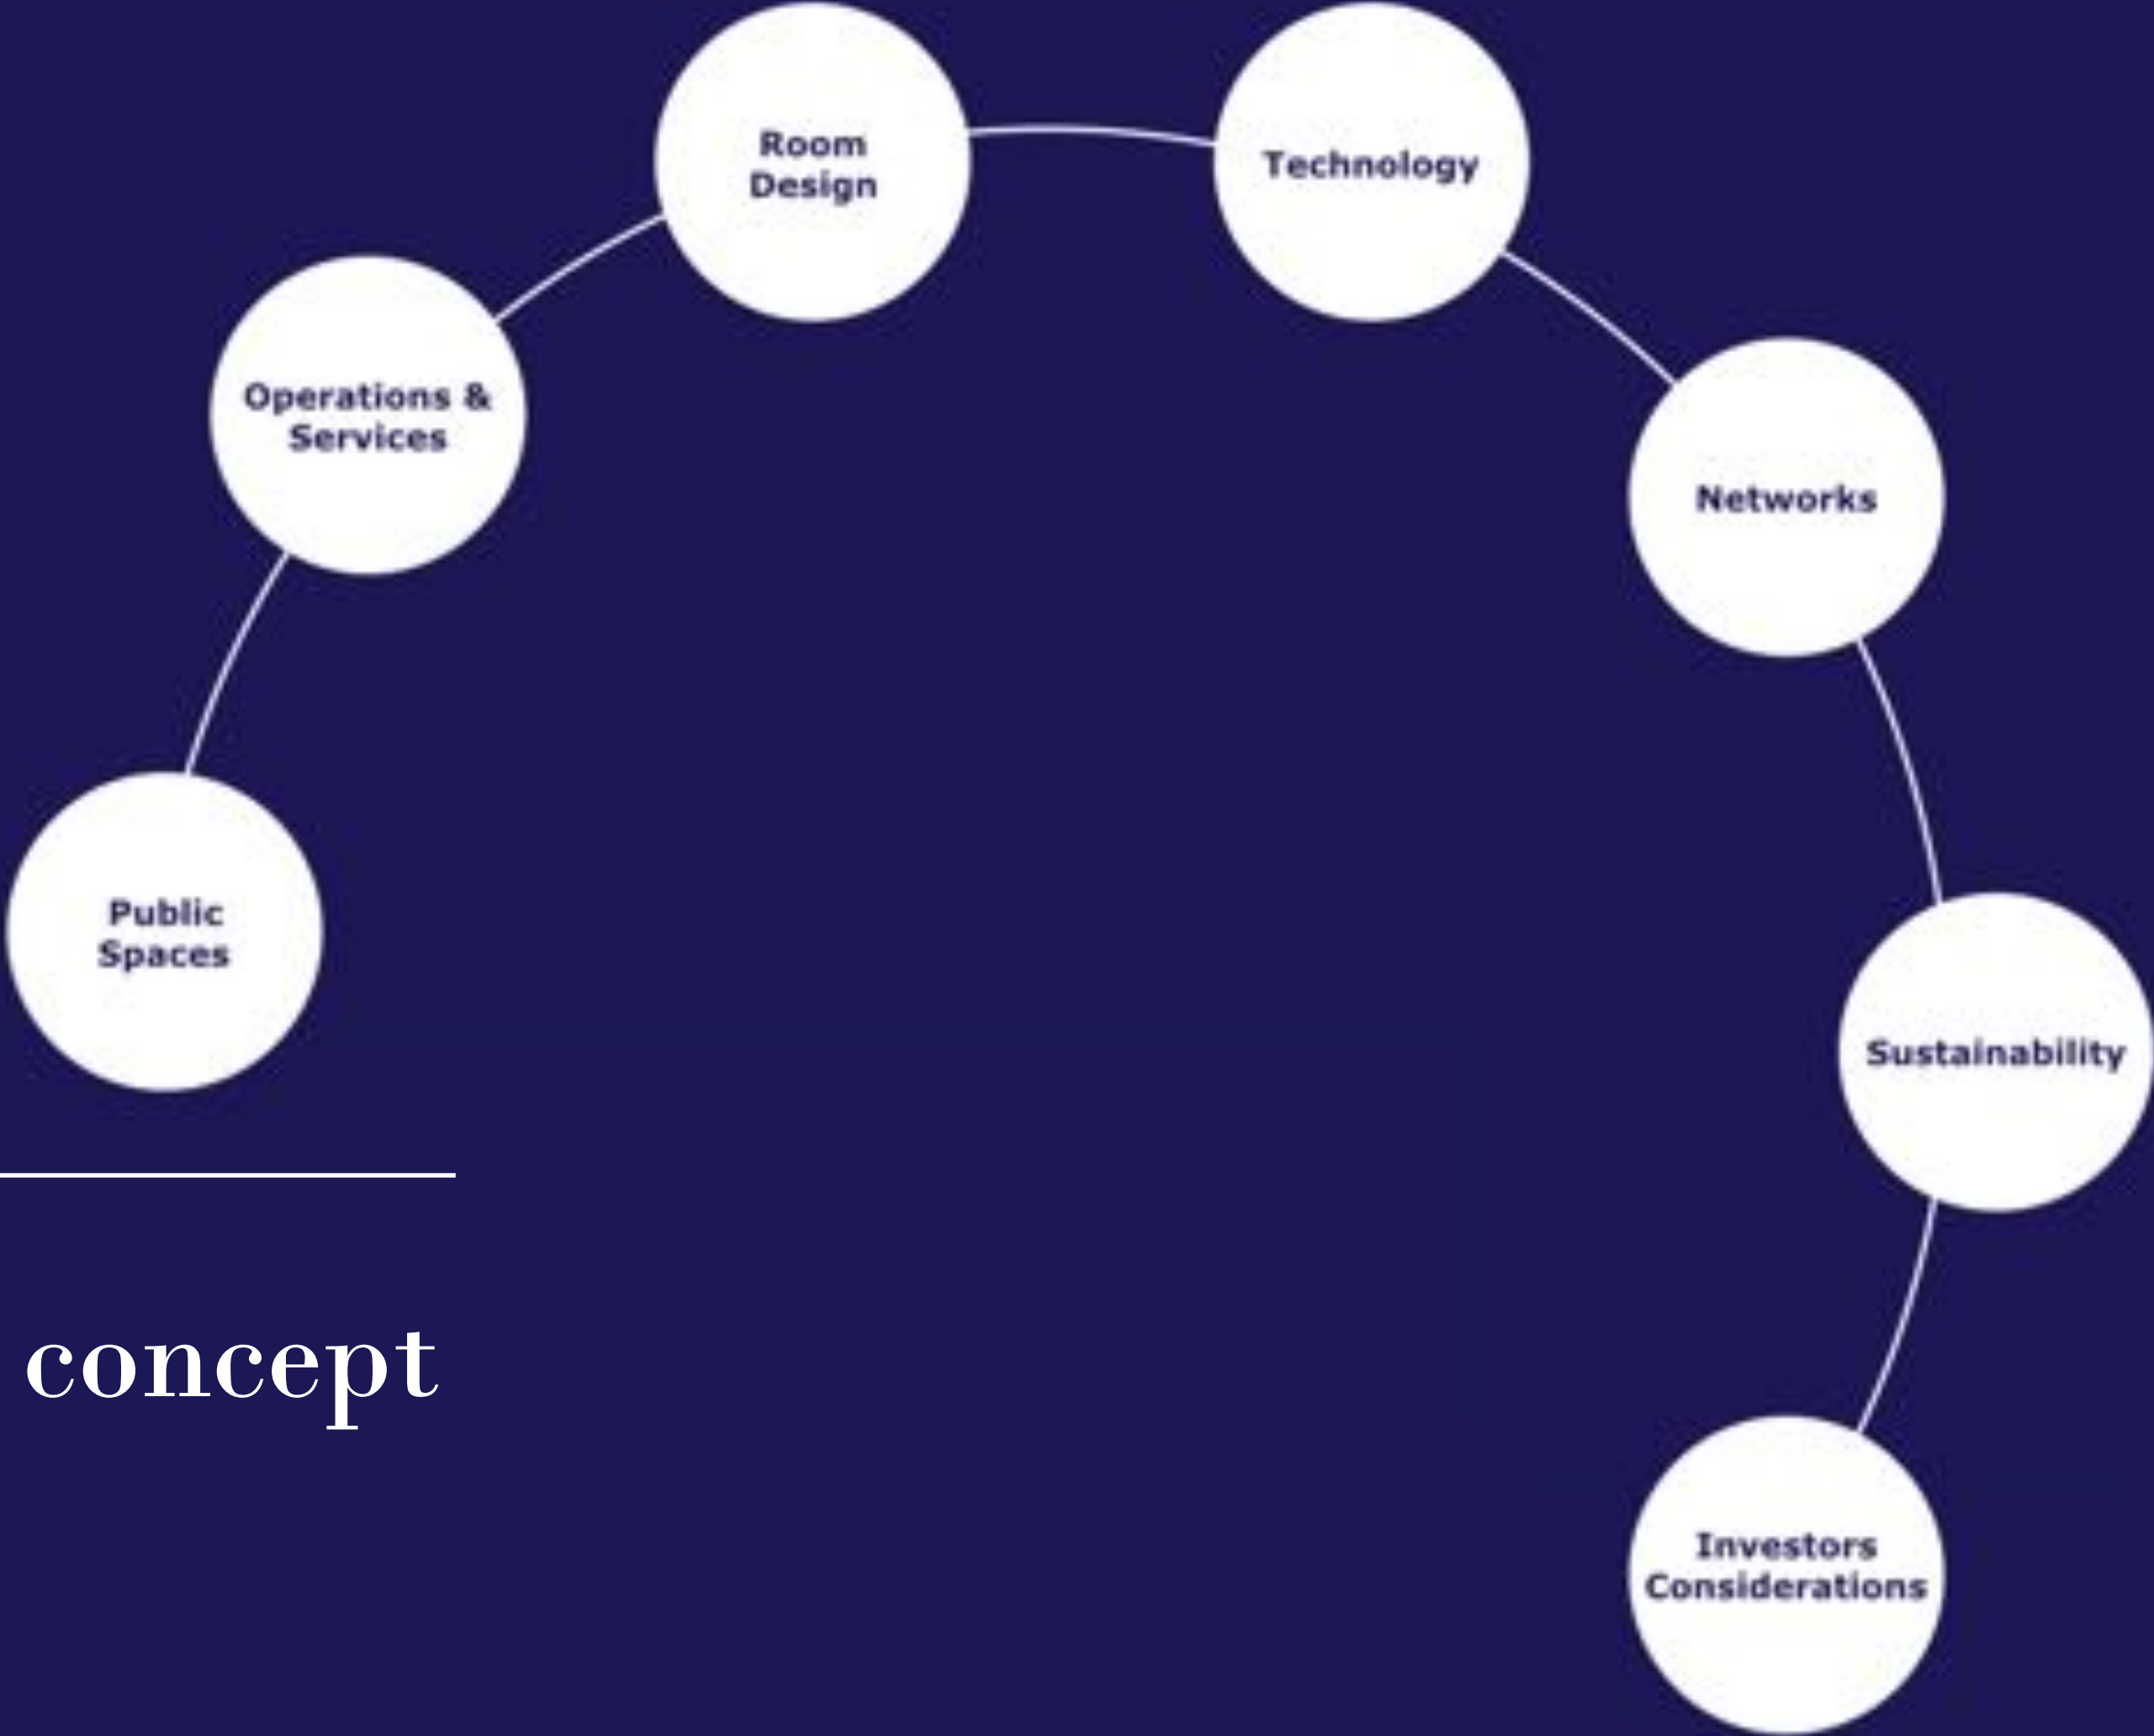 Room
Design
Technology
Operations &
Services
Networks
Public
Spaces
Sustainability
concept
Investors
Considerations